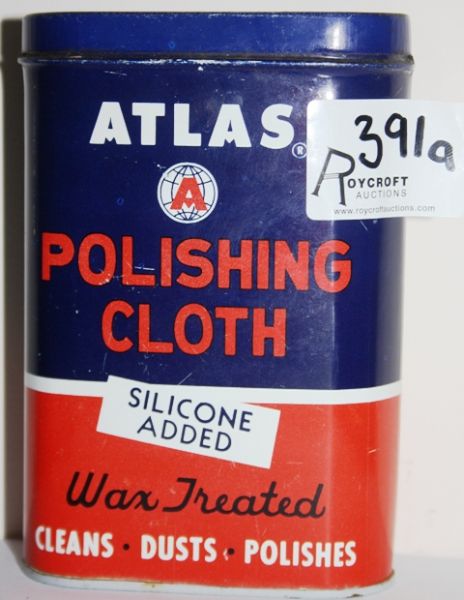 ATLAS®
391a
ROYCROFT
AUCTIONS
www.roycroftauctions.com
A
POLISHING
CLOTH
SILICONE
ADDED
Wax Treated
CLEANS · DUSTS · POLISHES